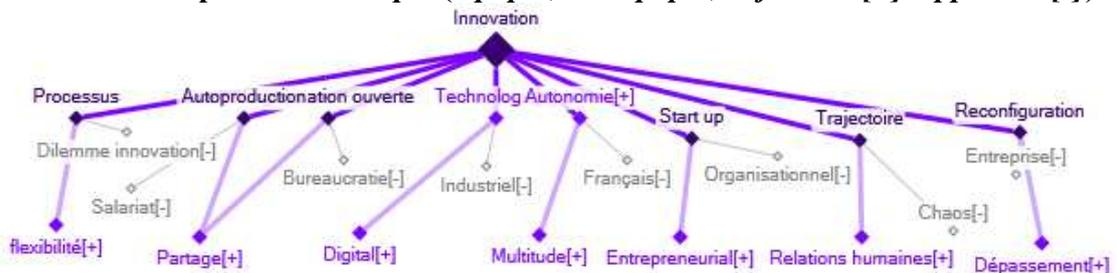 Innovation
Processus
Autoproductionation ouverte
Technolog Autonomie[+]
Start up
Trajectoire
Reconfiguration
Dilemme innovation[-]
Salariat[-]
Bureaucratie[-]
Industriel[-]
Français[-]
Organisationnel[-]
Entreprise[-]
Chaos[-]
flexibilité[+]
Partage[+]
Digital[+]
Multitude[+]
Entrepreneurial[+]
Relations humaines[+]
Dépassement[+]